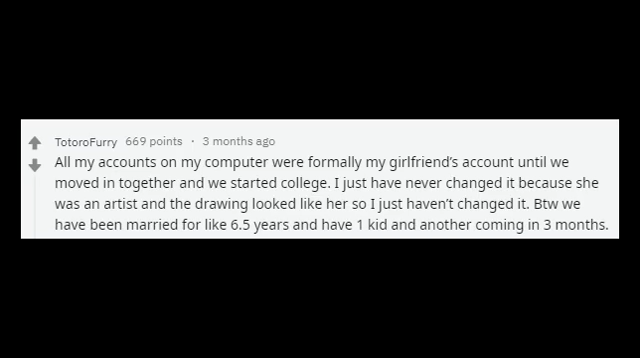 TotoroFurry 669 points · 3 months ago
All my accounts on my computer were formally my girlfriend's account until we
moved in together and we started college. I just have never changed it because she
was an artist and the drawing looked like her so I just haven't changed it. Btw we
have been married for like 6.5 years and have 1 kid and another coming in 3 months.